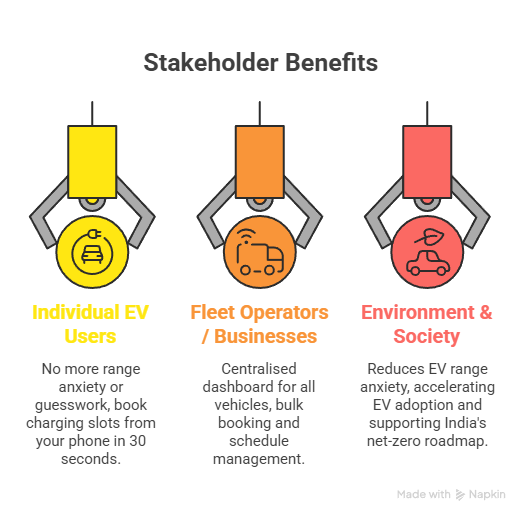 Stakeholder Benefits
Individual EV
Users
No more range
anxiety or
guesswork, book
charging slots from
your phone in 30
seconds.
Fleet Operators
/ Businesses
Centralised
dashboard for all
vehicles, bulk
booking and
schedule
management.
Environment &
Society
Reduces EV range
anxiety, accelerating
EV adoption and
supporting India's
net-zero roadmap.
Made with Napkin